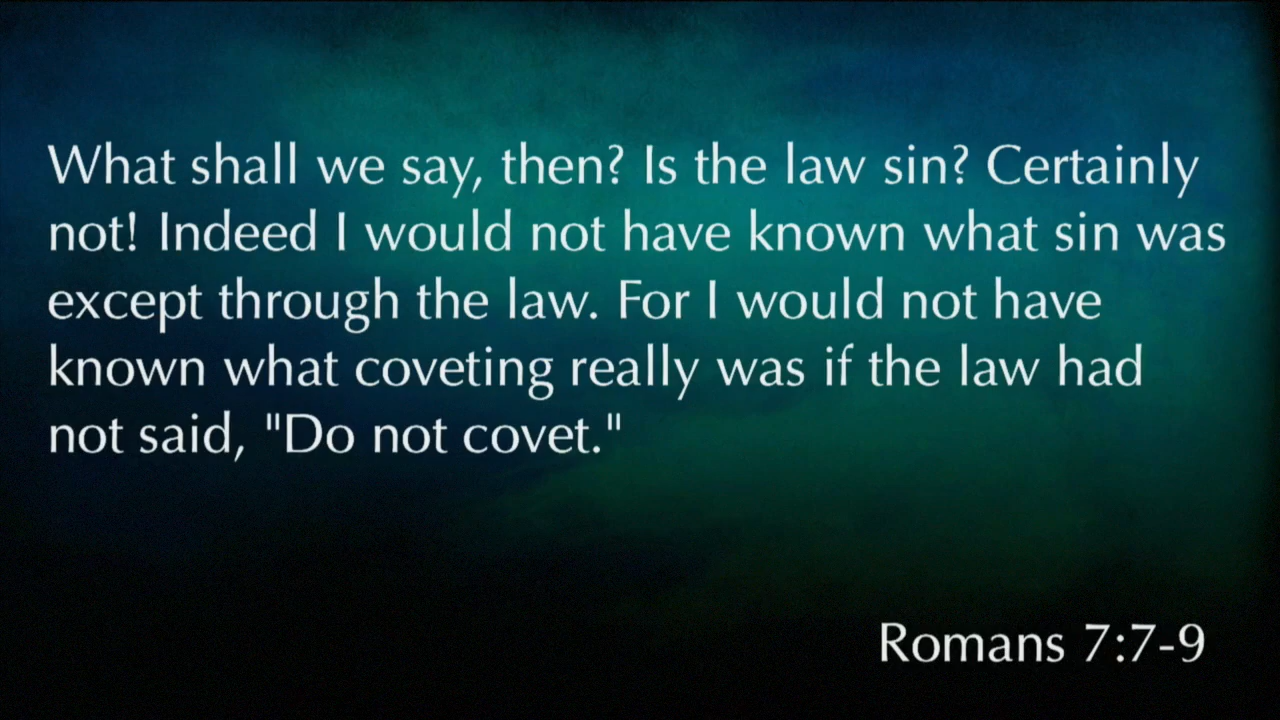 What shall we say, then? Is the law sin? Certainly
not! Indeed I would not have known what sin was
except through the law. For I would not have
known what coveting really was if the law had
not said, "Do not covet."
Romans 7:7-9